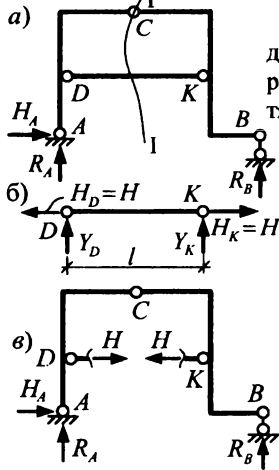 а)
I
C
д
р
т
D
K
H_A
A
I
B
R_A
R_B
б)
H_D = H
K
D
Y_D
Y_K
H_K = H
l
в)
C
D
H
H
K
H_A
A
B
R_A
R_B